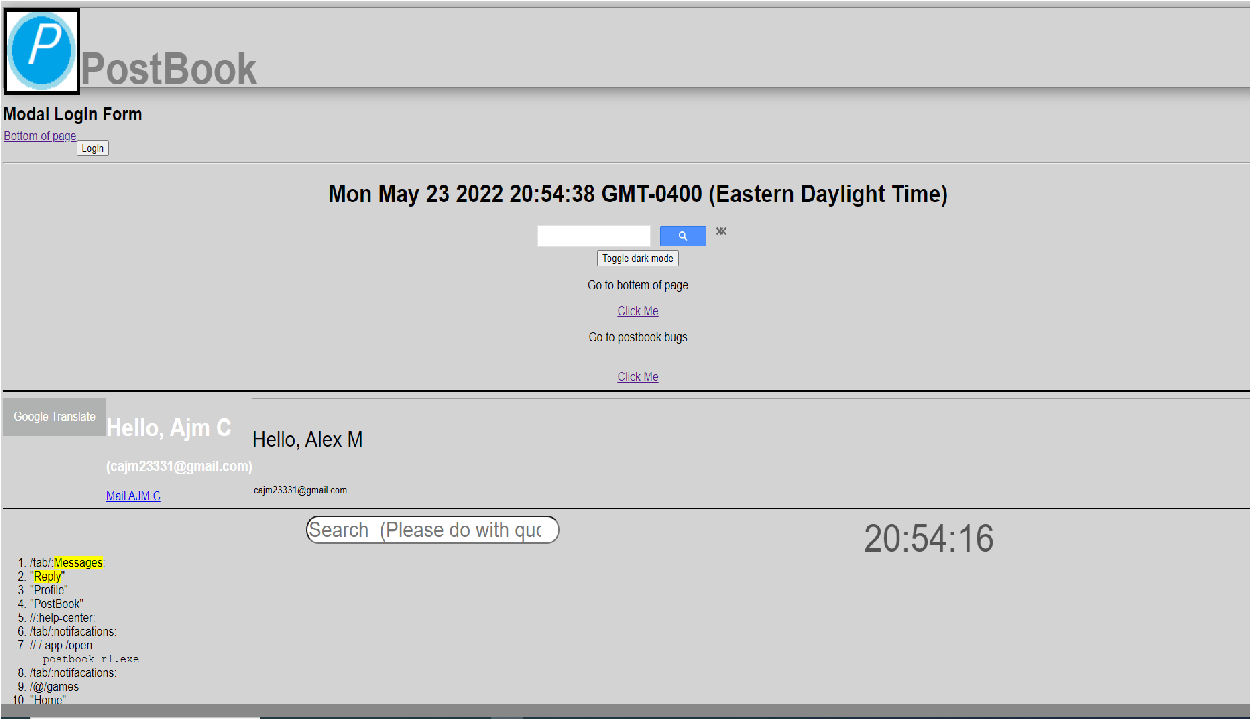 P
PostBook
Modal Login Form
Bottom of page
Login
Mon May 23 2022 20:54:38 GMT-0400 (Eastern Daylight Time)
Toggle dark mode
Go to bottem of page
Click Me
Go to postbook bugs
Click Me
Google Translate
Hello, Ajm C
(cajm23331@gmail.com)
Mail AJM C
Hello, Alex M
cajm23331@gmail.com
Search (Please do with quo
20:54:16
1. /tab/:Messages:
2. "Reply"
3. "Profile"
4. "PostBook"
5. //:help-center:
6. /tab/:notifacations:
7. // / app /open
postbook rl.exe
8. /tab/:notifacations:
9. /@/games
10. "Home"